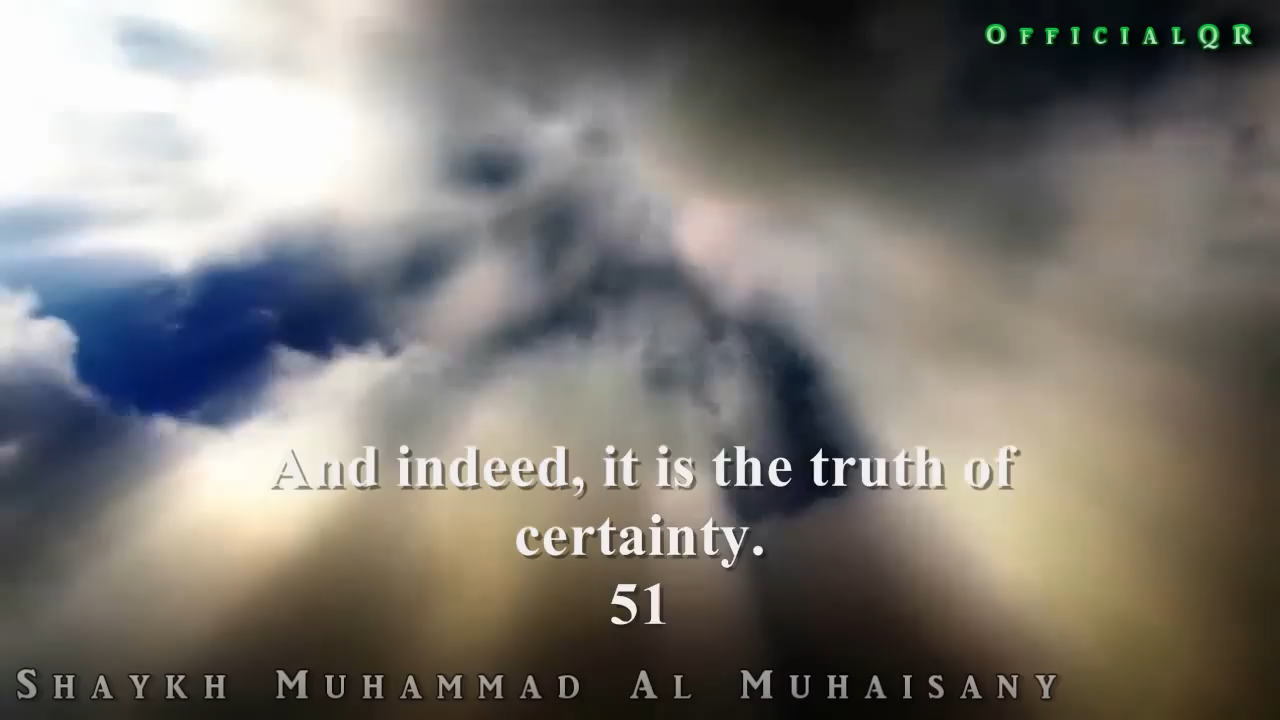 OFFICIALQR
And indeed, it is the truth of
certainty.
51
SHAYKH MUHAMMAD AL MUHAISANY